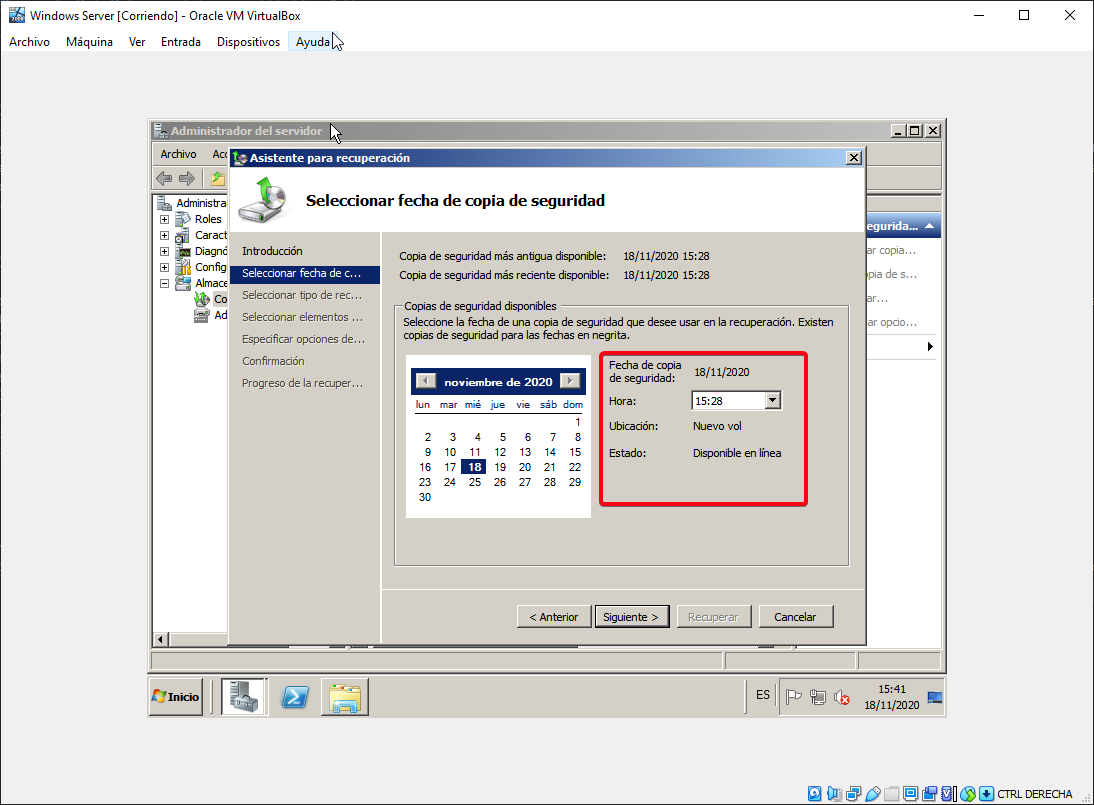 Windows Server [Corriendo] - Oracle VM VirtualBox
Archivo Máquina Ver Entrada Dispositivos Ayuda
Administrador del servidor
Archivo Acc
Asistente para recuperación
Seleccionar fecha de copia de seguridad
Administra
Roles
Caract
Diagnó
Config
Almace
Co
Ad
Introducción
Seleccionar fecha de c...
Seleccionar tipo de rec...
Seleccionar elementos ...
Especificar opciones de...
Confirmación
Progreso de la recuper...
Copia de seguridad más antigua disponible: 18/11/2020 15:28
Copia de seguridad más reciente disponible: 18/11/2020 15:28
Copias de seguridad disponibles
Seleccione la fecha de una copia de seguridad que desee usar en la recuperación. Existen
copias de seguridad para las fechas en negrita.
noviembre de 2020
lun mar mié jue vie sáb dom
1
2 3 4 5 6 7 8
9 10 11 12 13 14 15
16 17 18 19 20 21 22
23 24 25 26 27 28 29
30
Fecha de copia
de seguridad: 18/11/2020
Hora: 15:28
Ubicación: Nuevo vol
Estado: Disponible en línea
egurida...
ar copia...
pia de s...
ar...
ar opcio...
< Anterior Siguiente > Recuperar Cancelar
Inicio
ES
15:41
18/11/2020
CTRL DERECHA